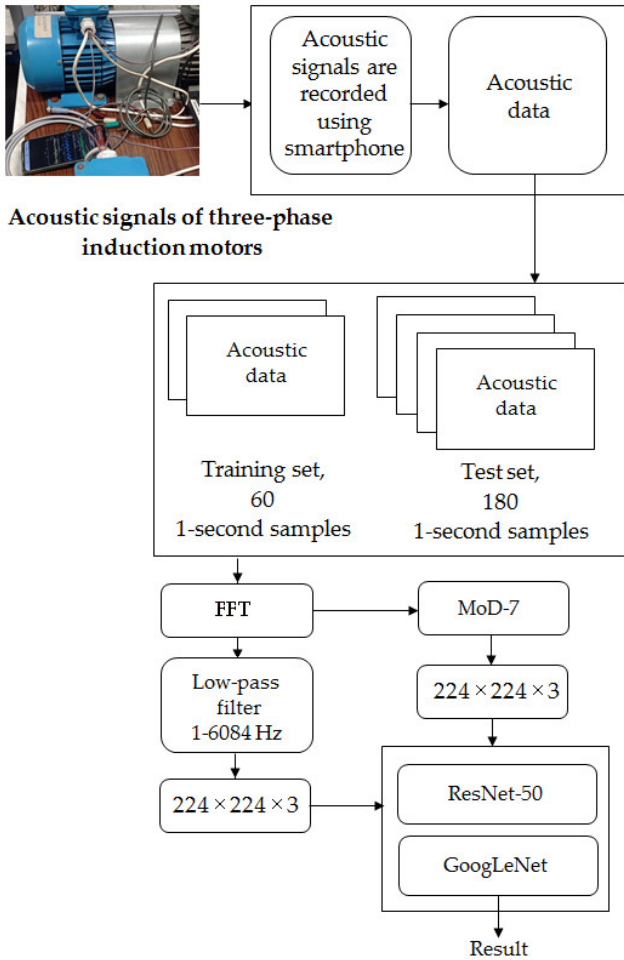 Acoustic
signals are
recorded
using
smartphone
Acoustic
data
Acoustic signals of three-phase
induction motors
Acoustic
data
Training set,
60
1-second samples
Acoustic
data
Test set,
180
1-second samples
FFT
MoD-7
Low-pass
filter
1-6084 Hz
224 × 224 × 3
224 × 224 × 3
ResNet-50
GoogLeNet
Result